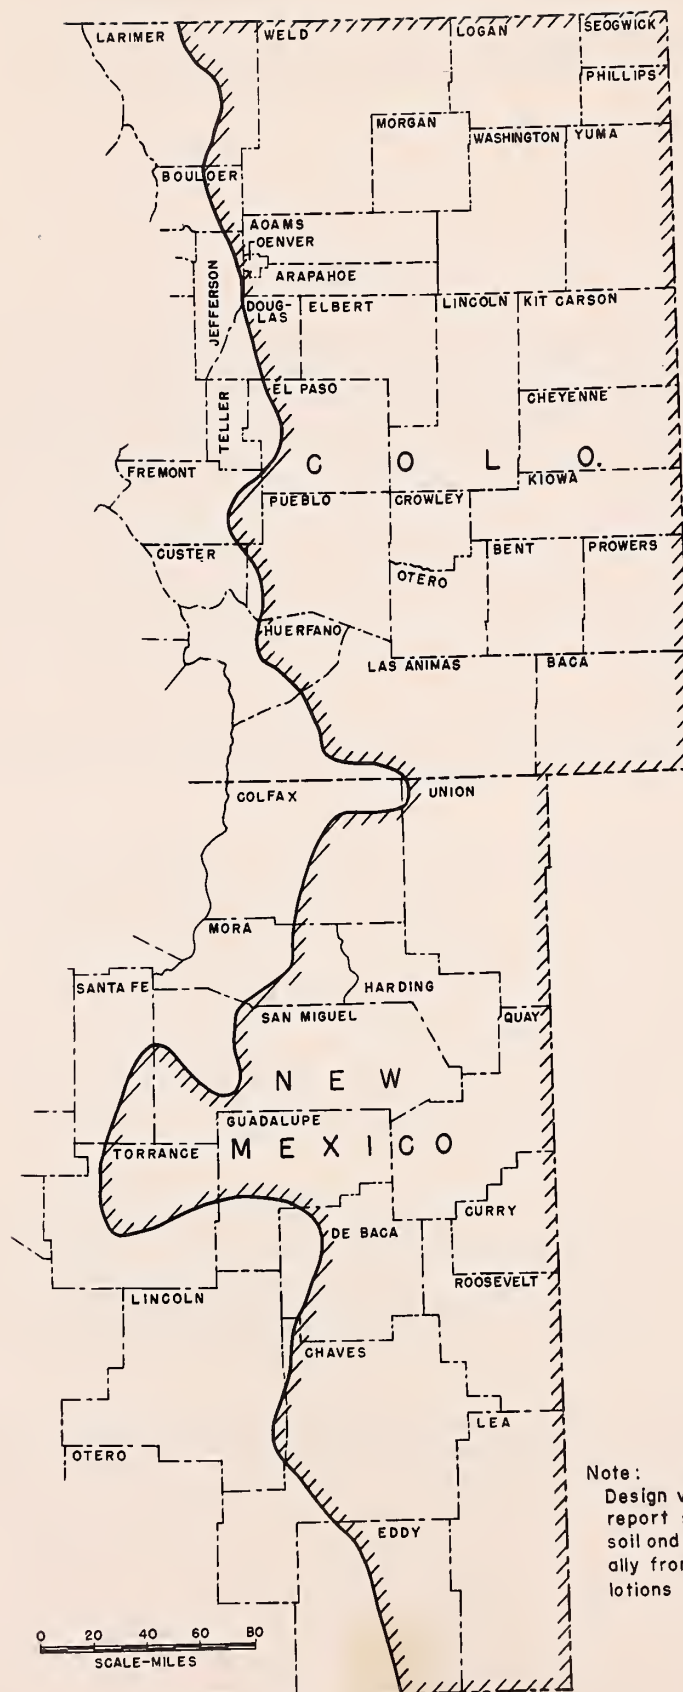 LARIMER
WELD
LOGAN
SEOGWICK
PHILLIPS
MORGAN
WASHINGTON
YUMA
BOULOER
AOAMS
OENVER
ARAPAHOE
JEFFERSON
DOUG-
LAS
ELBERT
LINCOLN
KIT CARSON
EL PASO
TELLER
CHEYENNE
COLO.
FREMONT
KIOWA
PUEBLO
CROWLEY
CUSTER
BENT
PROWERS
OTERO
HUERFANO
LAS ANIMAS
BACA
COLFAX
UNION
MORA
SANTA FE
HARDING
SAN MIGUEL
QUAY
NEW
MEXICO
GUADALUPE
TORRANCE
CURRY
DE BACA
ROOSEVELT
LINCOLN
CHAVES
LEA
OTERO
EDDY
Note:
Design v
report
soil ond
ally fro
lotions
0 20 40 60 80
SCALE-MILES